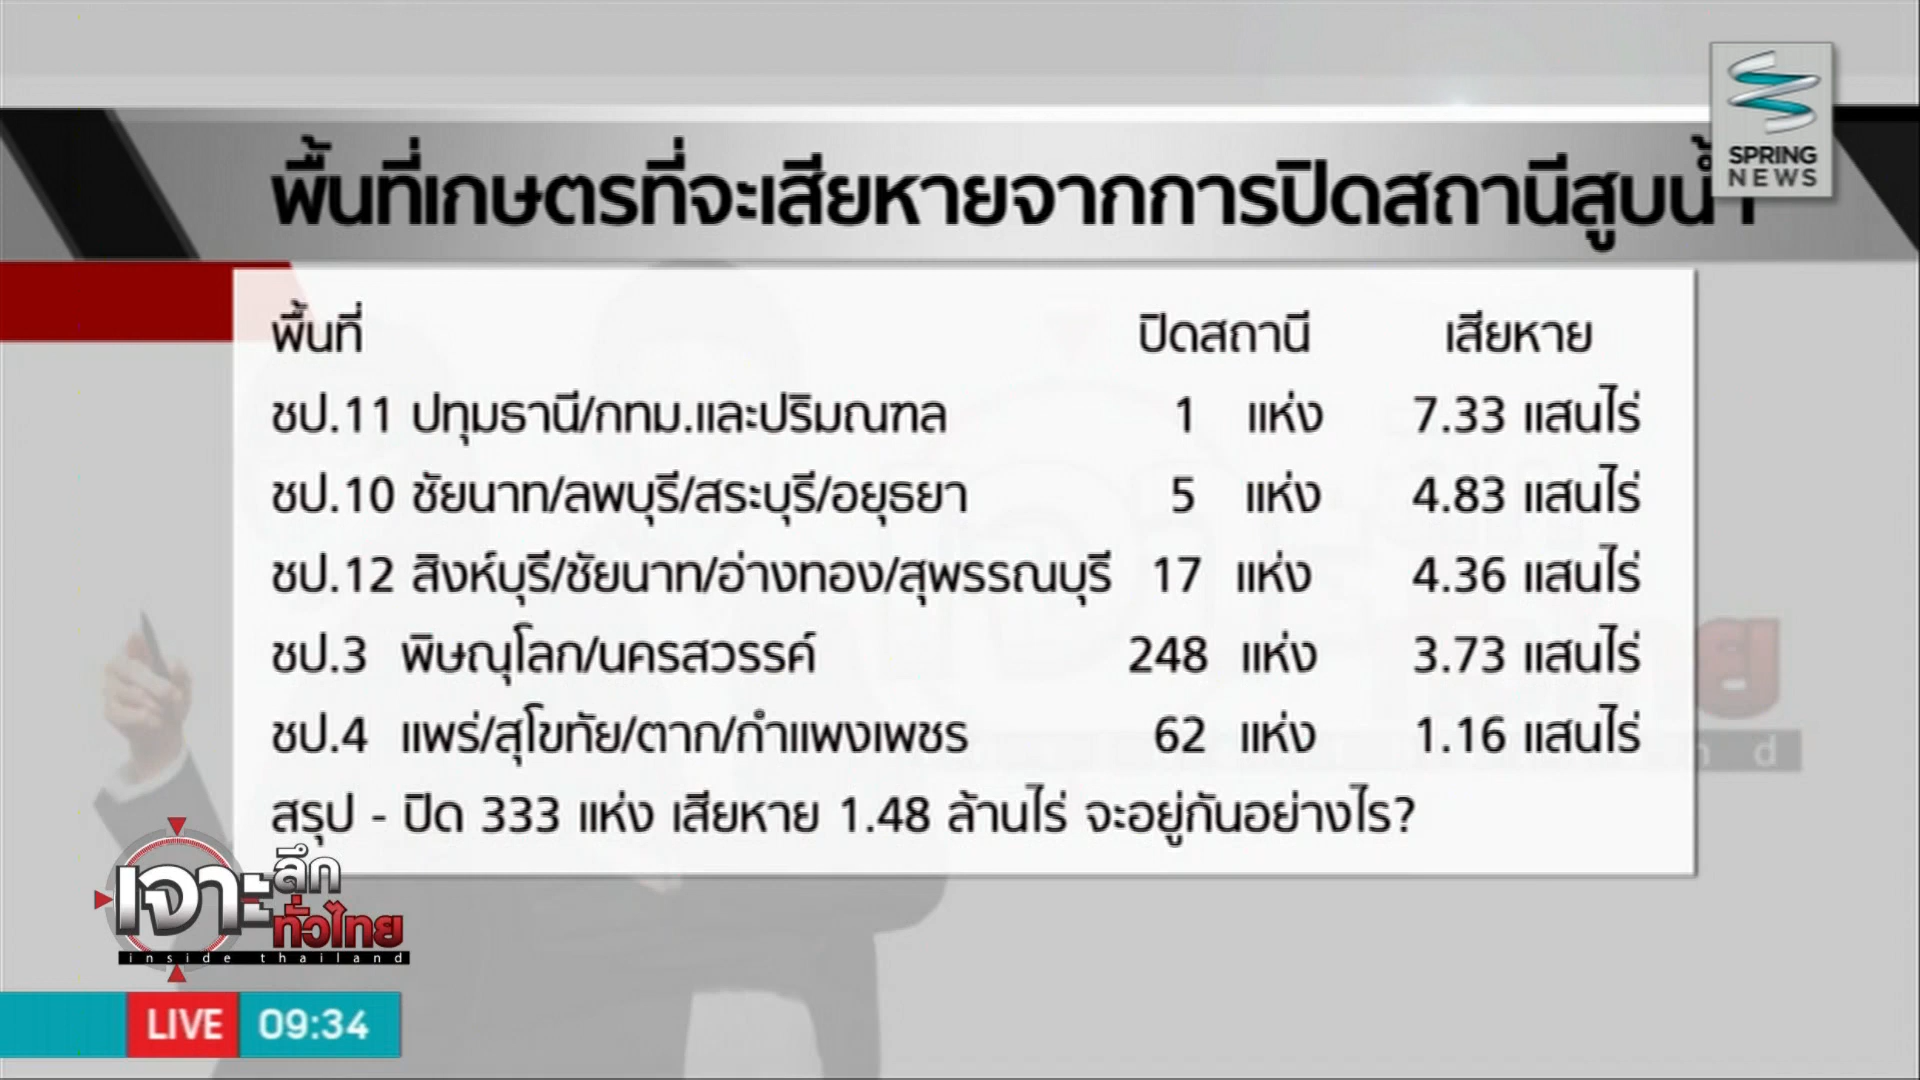 SPRING
NEWS
พื้นที่เกษตรที่จะเสียหายจากการปิดสถานีสูบน้ำ
พื้นที่ ปิดสถานี เสียหาย
ชป.11 ปทุมธานี/กทม.และปริมณฑล 1 แห่ง 7.33 แสนไร่
ชป.10 ชัยนาท/ลพบุรี/สระบุรี/อยุธยา 5 แห่ง 4.83 แสนไร่
ชป.12 สิงห์บุรี/ชัยนาท/อ่างทอง/สุพรรณบุรี 17 แห่ง 4.36 แสนไร่
ชป.3 พิษณุโลก/นครสวรรค์ 248 แห่ง 3.73 แสนไร่
ชป.4 แพร่/สุโขทัย/ตาก/กำแพงเพชร 62 แห่ง 1.16 แสนไร่
สรุป - ปิด 333 แห่ง เสียหาย 1.48 ล้านไร่ จะอยู่กันอย่างไร?
เจาะลึก
ทั่วไทย
inside thailand
LIVE 09:34